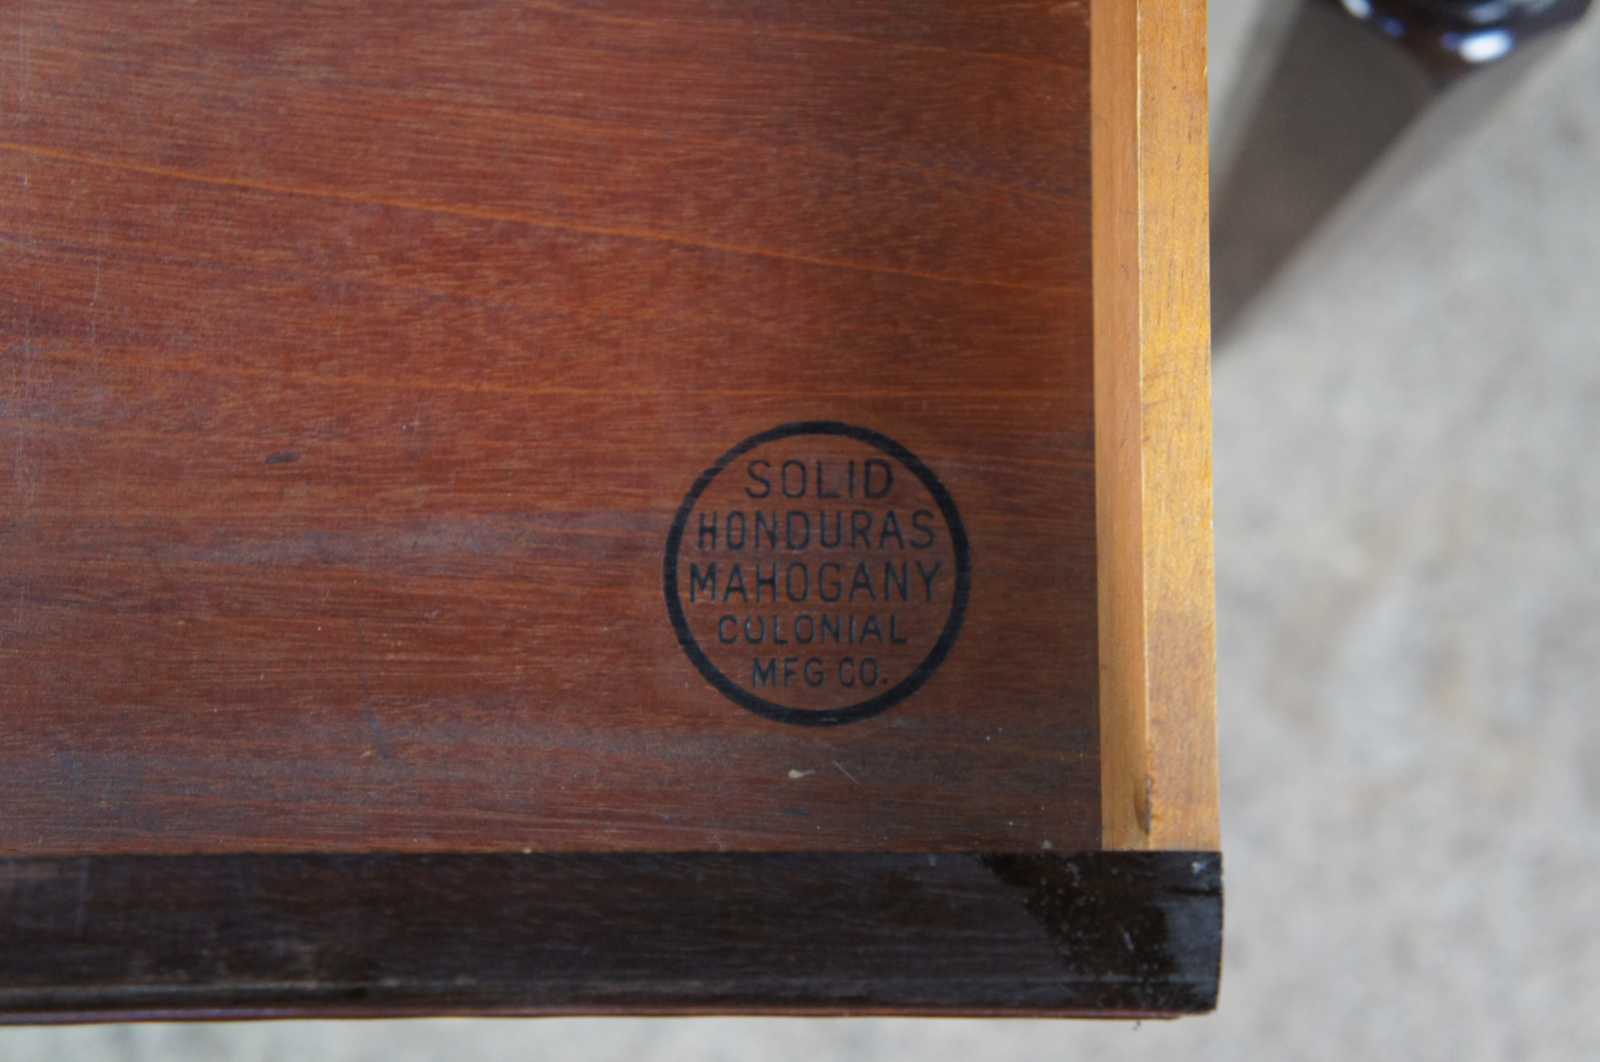 SOLID
HONDURAS
MAHOGANY
COLONIAL
MFG CO.